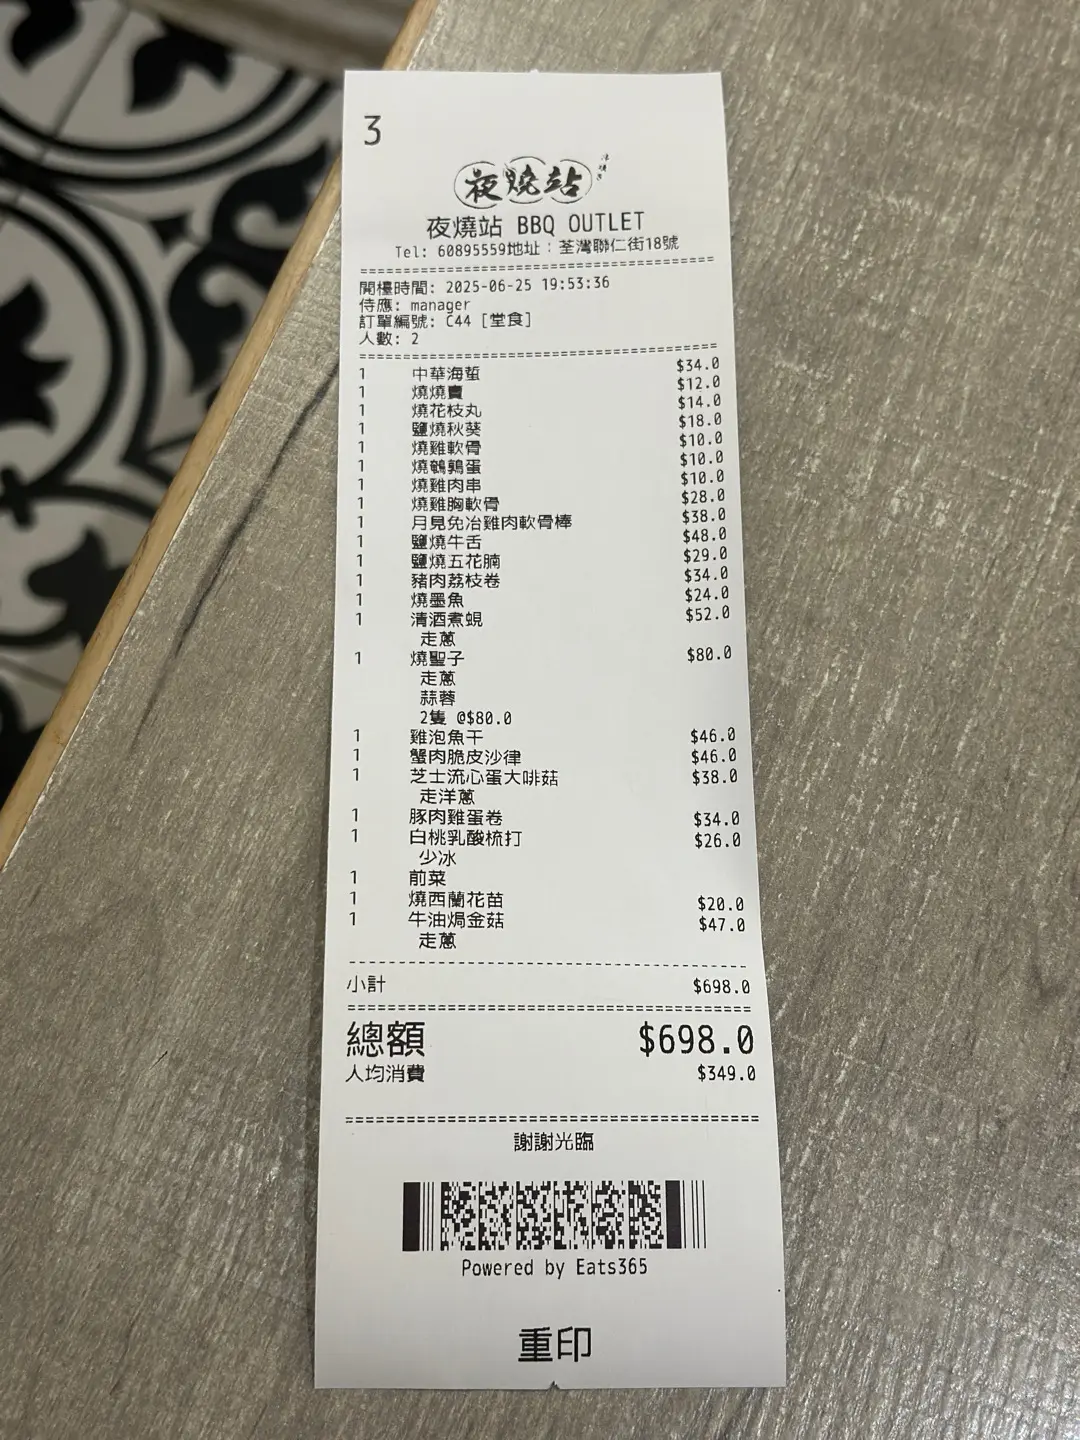 3
夜燒站
夜燒站 BBQ OUTLET
Tel: 60895559地址：荃灣聯仁街18號
開檯時間: 2025-06-25 19:53:36
侍應: manager
訂單編號: C44 [堂食]
人數: 2
1 中華海蜇 $34.0
1 燒燒賣 $12.0
1 燒花枝丸 $14.0
1 鹽燒秋葵 $18.0
1 燒雞軟骨 $10.0
1 燒鵪鶉蛋 $10.0
1 燒雞肉串 $10.0
1 燒雞胸軟骨 $28.0
1 月見免冶雞肉軟骨棒 $38.0
1 鹽燒牛舌 $48.0
1 鹽燒五花腩 $29.0
1 豬肉荔枝卷 $34.0
1 燒墨魚 $24.0
1 清酒煮蜆 $52.0
走蔥
1 燒聖子 $80.0
走蔥
蒜蓉
2隻 @$80.0
1 雞泡魚干 $46.0
1 蟹肉脆皮沙律 $46.0
1 芝士流心蛋大啡菇 $38.0
走洋蔥
1 豚肉雞蛋卷 $34.0
1 白桃乳酸梳打 $26.0
少冰
1 前菜
1 燒西蘭花苗 $20.0
1 牛油焗金菇 $47.0
走蔥
小計 $698.0
總額 $698.0
人均消費 $349.0
謝謝光臨
Powered by Eats365
重印